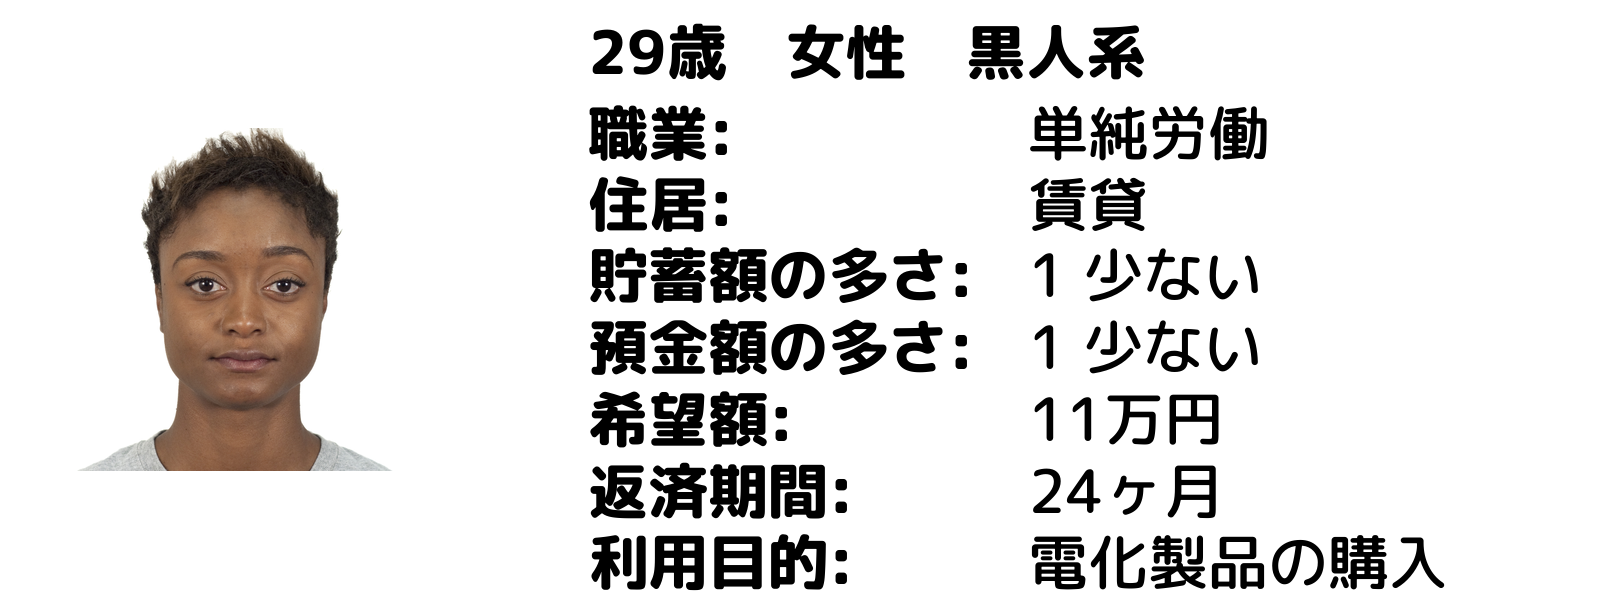 29歳　女性　黒人系
職業:　単純労働
住居:　賃貸
貯蓄額の多さ:　1 少ない
預金額の多さ:　1 少ない
希望額:　11万円
返済期間:　24ヶ月
利用目的:　電化製品の購入